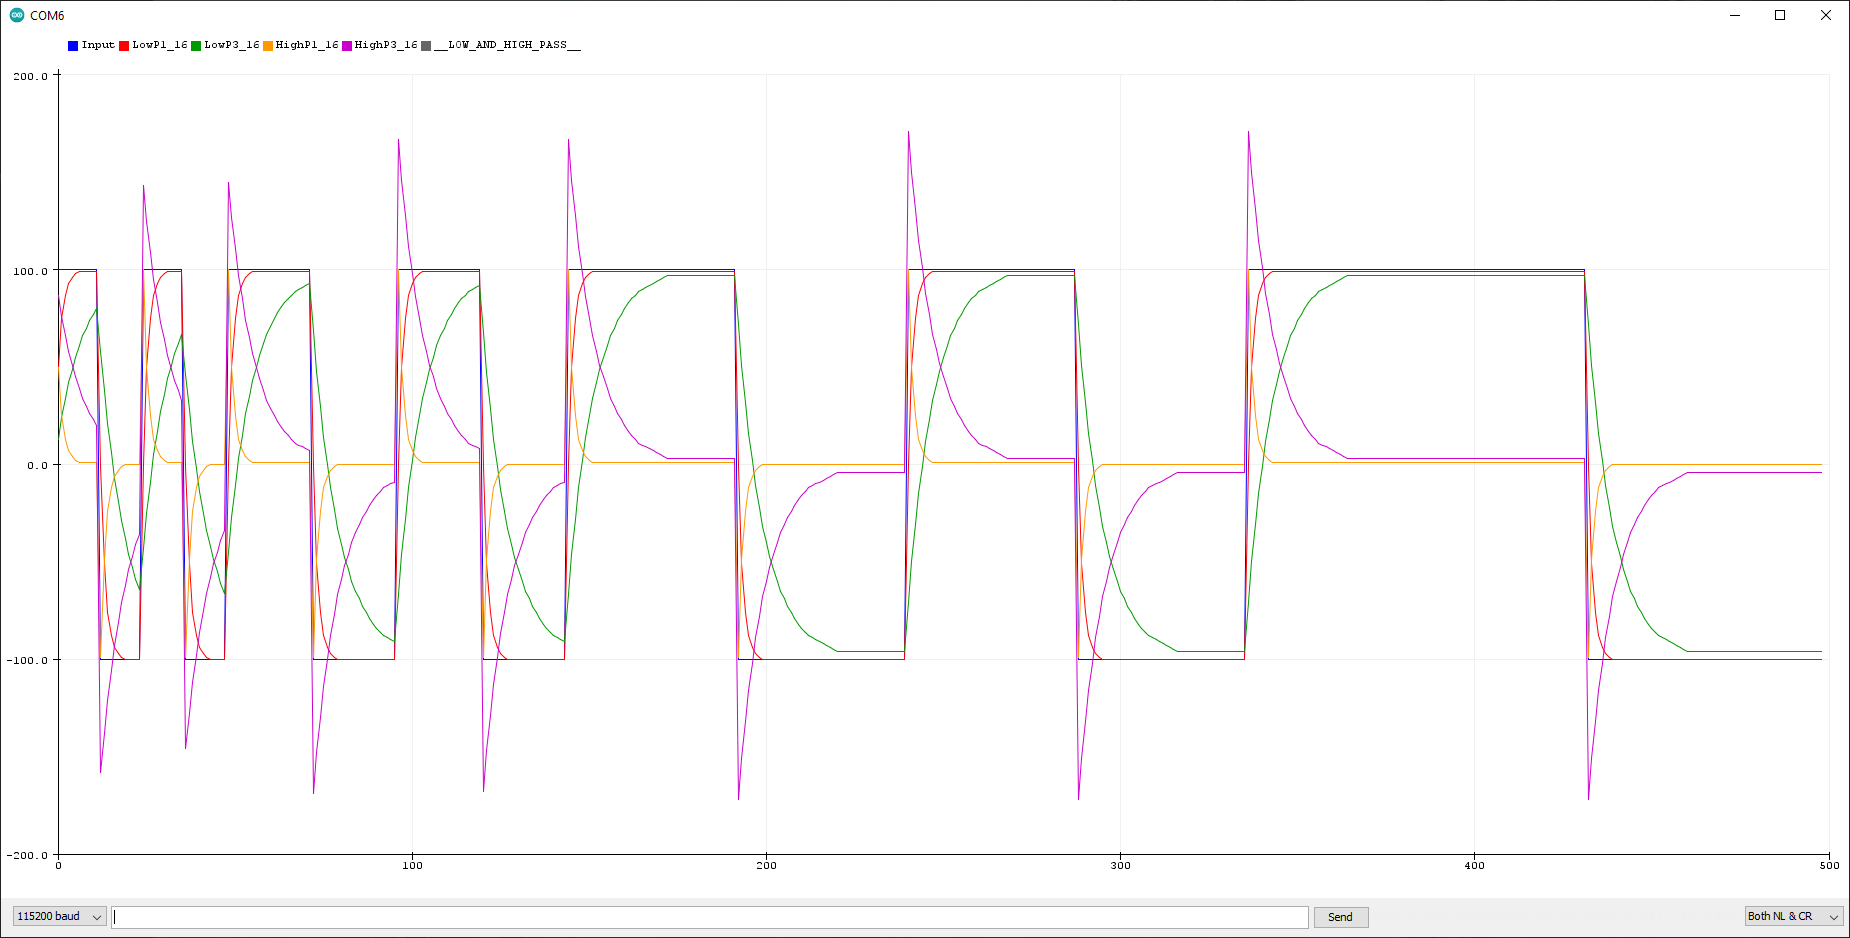 COM6
Input LowP1_16 LowP3_16 HighP1_16 HighP3_16 __LOW_AND_HIGH_PASS__
200.0
100.0
0.0
-100.0
-200.0
0 100 200 300 400 500
115200 baud Send Both NL & CR